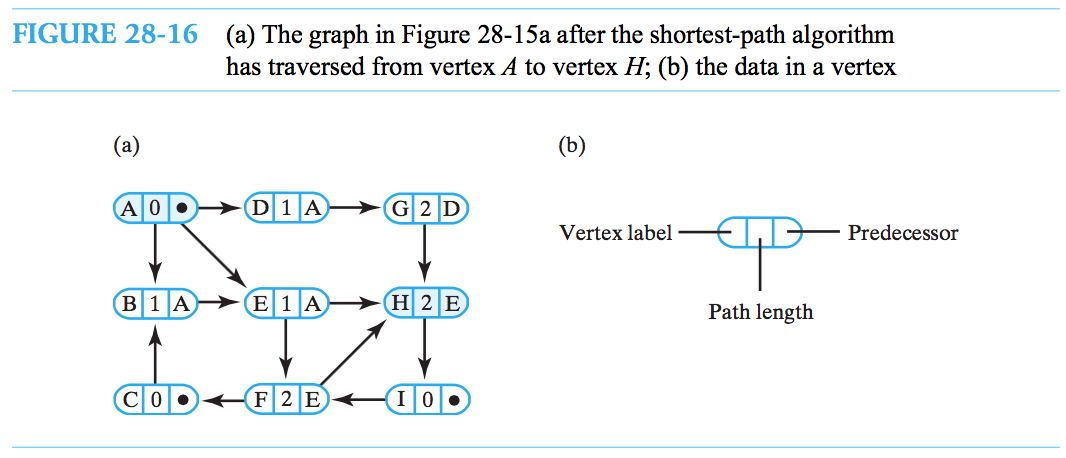 FIGURE 28-16 (a) The graph in Figure 28-15a after the shortest-path algorithm
has traversed from vertex A to vertex H; (b) the data in a vertex
(a)
(b)
A 0 •
D 1 A
G 2 D
B 1 A
E 1 A
H 2 E
C 0 •
F 2 E
I 0 •
Vertex label
Predecessor
Path length